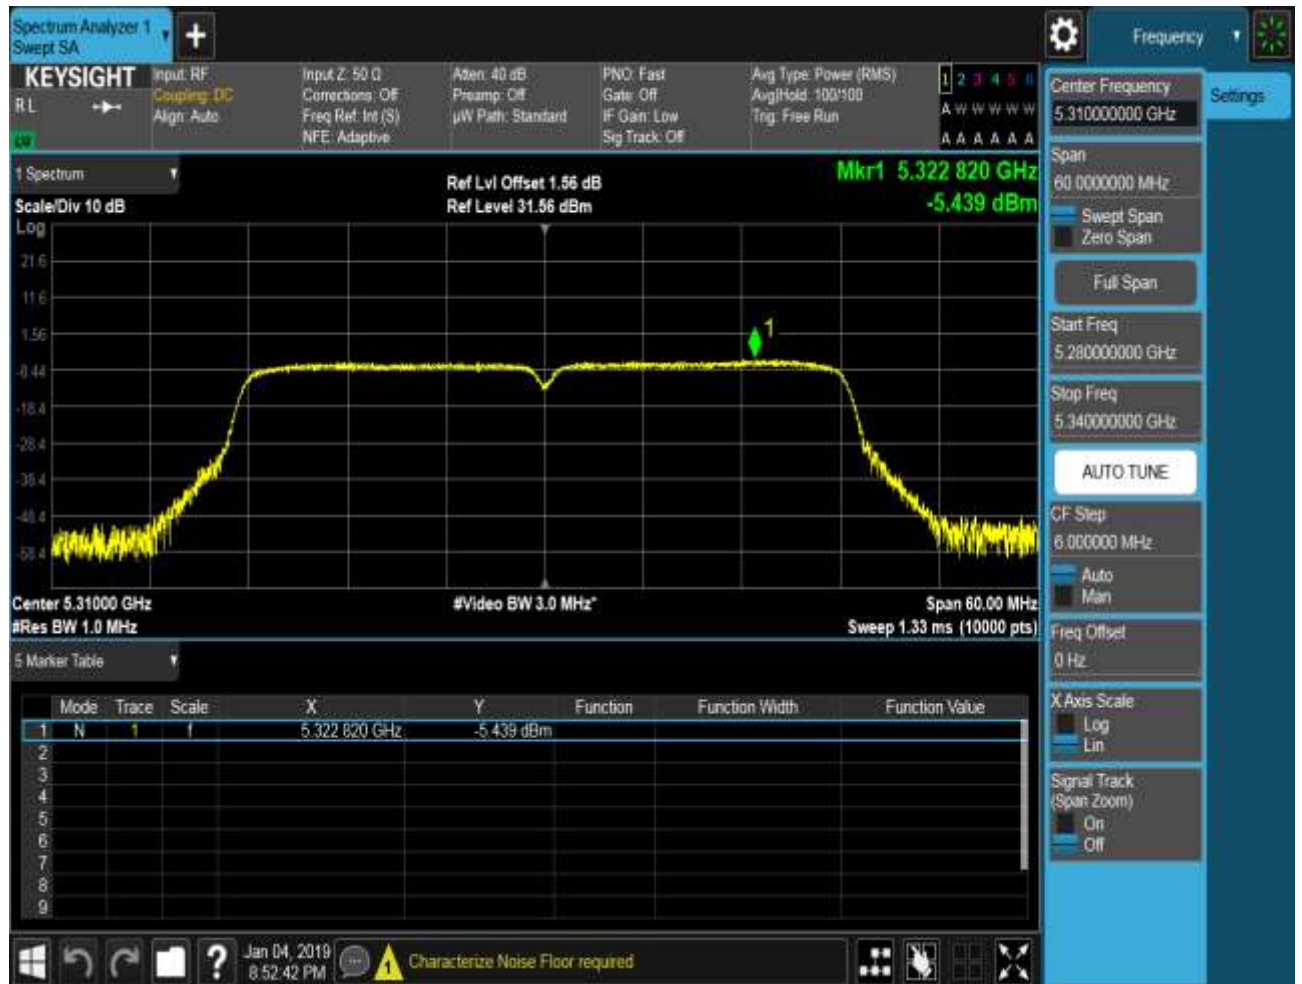 Spectrum Analyzer 1
Swept SA
Frequency
KEYSIGHT
RL
Input: RF
Coupling: DC
Align: Auto
Input Z: 50 Ω
Corrections: Off
Freq Ref: Int (S)
NFE: Adaptive
Atten: 40 dB
Preamp: Off
µW Path: Standard
PNO: Fast
Gate: Off
IF Gain: Low
Sig Track: Off
Avg Type: Power (RMS)
Avg|Hold: 100/100
Trig: Free Run
1 2 3 4 5 6
A W W W W W
A A A A A A
1 Spectrum
Scale/Div 10 dB
Ref Lvl Offset 1.56 dB
Ref Level 31.56 dBm
Mkr1 5.322 820 GHz
-5.439 dBm
Log
21.6
11.6
1.56
-8.44
-18.4
-28.4
-38.4
-48.4
-58.4
1
Center 5.31000 GHz
#Video BW 3.0 MHz*
Span 60.00 MHz
#Res BW 1.0 MHz
Sweep 1.33 ms (10000 pts)
5 Marker Table
Mode Trace Scale X Y Function Function Width Function Value
1 N 1 f 5.322 820 GHz -5.439 dBm
2
3
4
5
6
7
8
9
Jan 04, 2019
8:52:42 PM
Characterize Noise Floor required
Settings
Center Frequency
5.310000000 GHz
Span
60.0000000 MHz
Swept Span
Zero Span
Full Span
Start Freq
5.280000000 GHz
Stop Freq
5.340000000 GHz
AUTO TUNE
CF Step
6.000000 MHz
Auto
Man
Freq Offset
0 Hz
X Axis Scale
Log
Lin
Signal Track
(Span Zoom)
On
Off